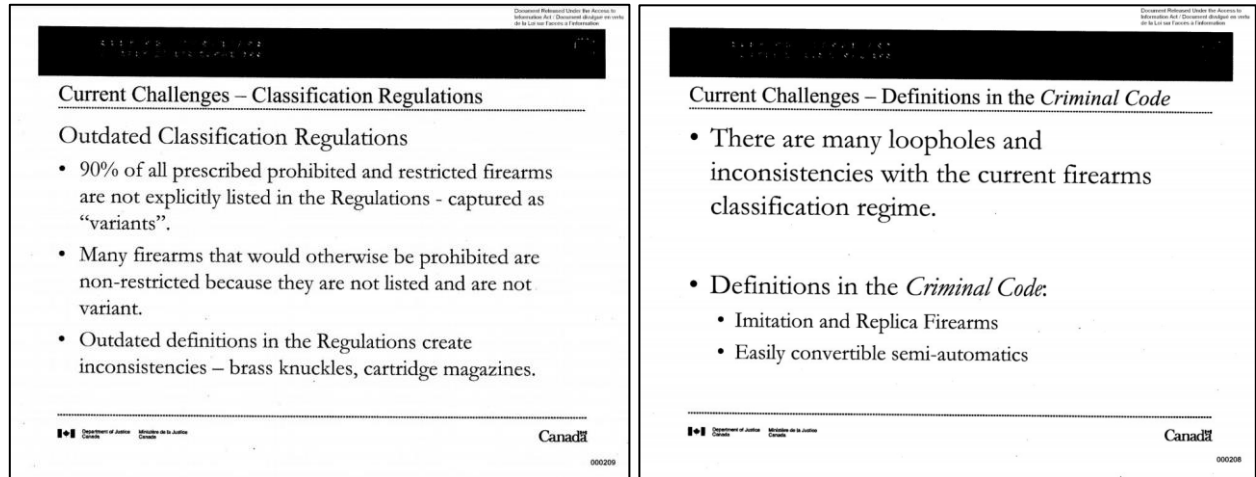 Document Released Under the Access to
Information Act / Document divulgué en vertu
de la Loi sur l'accès à l'information
Current Challenges – Classification Regulations
Outdated Classification Regulations
• 90% of all prescribed prohibited and restricted firearms
are not explicitly listed in the Regulations - captured as
“variants”.
• Many firearms that would otherwise be prohibited are
non-restricted because they are not listed and are not
variant.
• Outdated definitions in the Regulations create
inconsistencies – brass knuckles, cartridge magazines.
Department of Justice Ministère de la Justice
Canada Canada
Canada
000209
Document Released Under the Access to
Information Act / Document divulgué en vertu
de la Loi sur l'accès à l'information
Current Challenges – Definitions in the Criminal Code
• There are many loopholes and
inconsistencies with the current firearms
classification regime.
• Definitions in the Criminal Code:
• Imitation and Replica Firearms
• Easily convertible semi-automatics
Department of Justice Ministère de la Justice
Canada Canada
Canada
000208